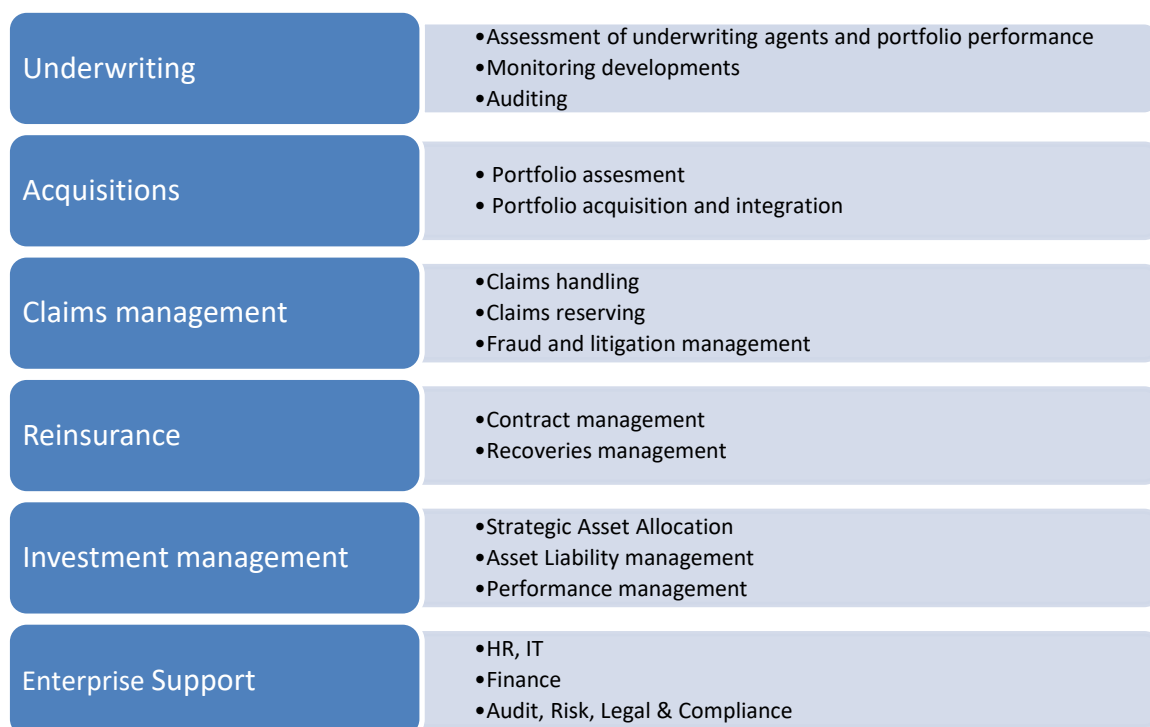 Underwriting
•Assessment of underwriting agents and portfolio performance
•Monitoring developments
•Auditing
Acquisitions
• Portfolio assesment
• Portfolio acquisition and integration
Claims management
•Claims handling
•Claims reserving
•Fraud and litigation management
Reinsurance
•Contract management
•Recoveries management
Investment management
•Strategic Asset Allocation
•Asset Liability management
•Performance management
Enterprise Support
•HR, IT
•Finance
•Audit, Risk, Legal & Compliance